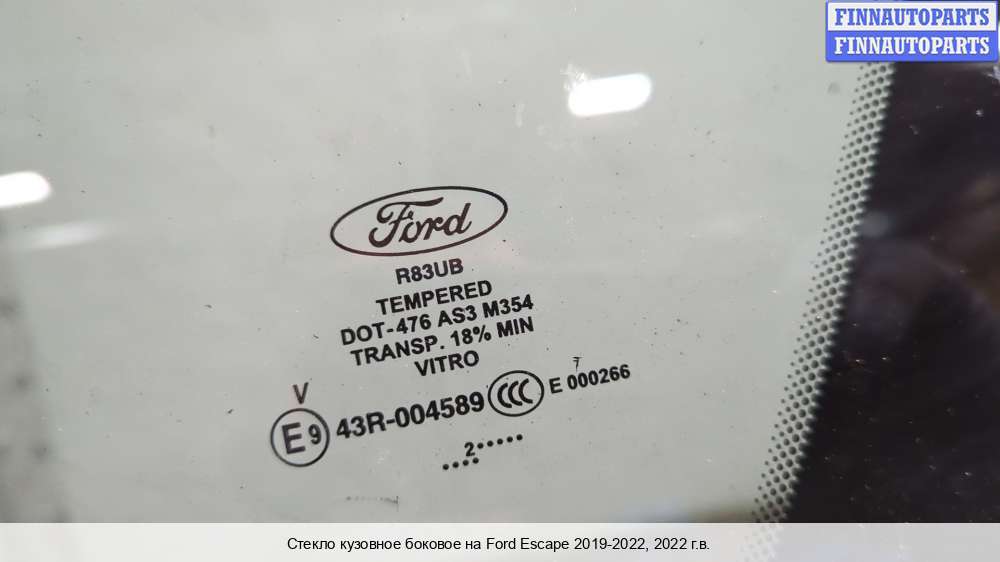 FINNAUTOPARTS
FINNAUTOPARTS
Ford
R83UB
TEMPERED
DOT-476 AS3 M354
TRANSP. 18% MIN
VITRO
V
E9 43R-004589 CCC E 000266
7
..2.....
....
Стекло кузовное боковое на Ford Escape 2019-2022, 2022 г.в.